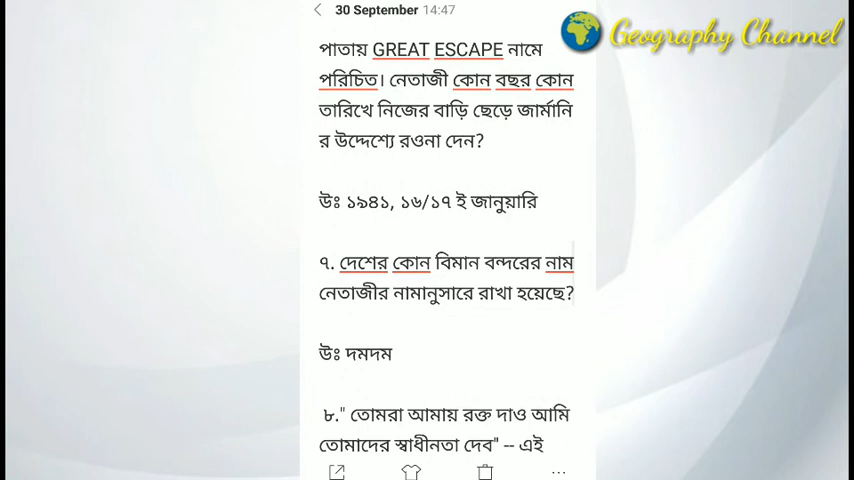 30 September 14:47
Geography Channel
পাতায় GREAT ESCAPE নামে
পরিচিত। নেতাজী কোন বছর কোন
তারিখে নিজের বাড়ি ছেড়ে জার্মানি
র উদ্দেশ্যে রওনা দেন?
উঃ ১৯৪১, ১৬/১৭ ই জানুয়ারি
৭. দেশের কোন বিমান বন্দরের নাম
নেতাজীর নামানুসারে রাখা হয়েছে?
উঃ দমদম
৮." তোমরা আমায় রক্ত দাও আমি
তোমাদের স্বাধীনতা দেব" -- এই